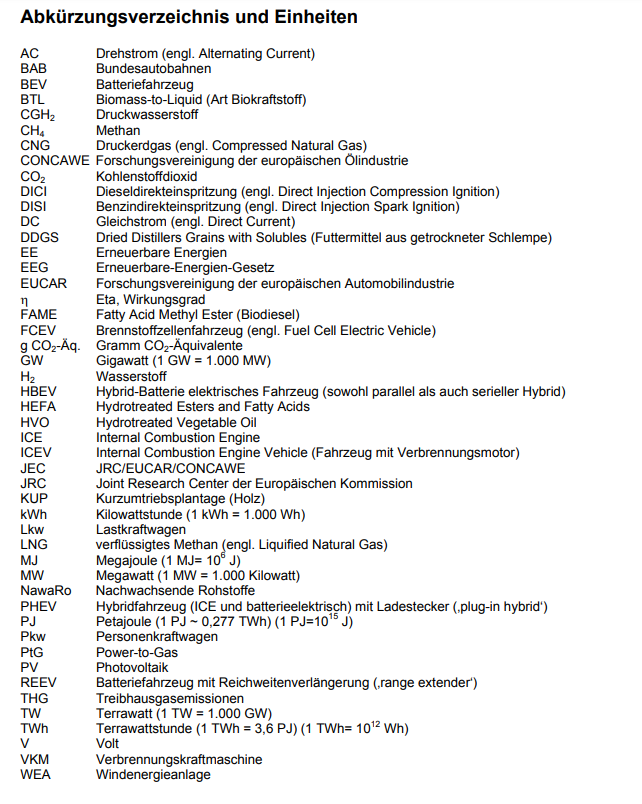 Abkürzungsverzeichnis und Einheiten
AC Drehstrom (engl. Alternating Current)
BAB Bundesautobahnen
BEV Batteriefahrzeug
BTL Biomass-to-Liquid (Art Biokraftstoff)
CGH₂ Druckwasserstoff
CH₄ Methan
CNG Druckerdgas (engl. Compressed Natural Gas)
CONCAWE Forschungsvereinigung der europäischen Ölindustrie
CO₂ Kohlenstoffdioxid
DICI Dieseldirekteinspritzung (engl. Direct Injection Compression Ignition)
DISI Benzindirekteinspritzung (engl. Direct Injection Spark Ignition)
DC Gleichstrom (engl. Direct Current)
DDGS Dried Distillers Grains with Solubles (Futtermittel aus getrockneter Schlempe)
EE Erneuerbare Energien
EEG Erneuerbare-Energien-Gesetz
EUCAR Forschungsvereinigung der europäischen Automobilindustrie
η Eta, Wirkungsgrad
FAME Fatty Acid Methyl Ester (Biodiesel)
FCEV Brennstoffzellenfahrzeug (engl. Fuel Cell Electric Vehicle)
g CO₂-Äq. Gramm CO₂-Äquivalente
GW Gigawatt (1 GW = 1.000 MW)
H₂ Wasserstoff
HBEV Hybrid-Batterie elektrisches Fahrzeug (sowohl parallel als auch serieller Hybrid)
HEFA Hydrotreated Esters and Fatty Acids
HVO Hydrotreated Vegetable Oil
ICE Internal Combustion Engine
ICEV Internal Combustion Engine Vehicle (Fahrzeug mit Verbrennungsmotor)
JEC JRC/EUCAR/CONCAWE
JRC Joint Research Center der Europäischen Kommission
KUP Kurzumtriebsplantage (Holz)
kWh Kilowattstunde (1 kWh = 1.000 Wh)
Lkw Lastkraftwagen
LNG verflüssigtes Methan (engl. Liquified Natural Gas)
MJ Megajoule (1 MJ= 10⁶ J)
MW Megawatt (1 MW = 1.000 Kilowatt)
NawaRo Nachwachsende Rohstoffe
PHEV Hybridfahrzeug (ICE und batterieelektrisch) mit Ladestecker (‚plug-in hybrid‘)
PJ Petajoule (1 PJ ~ 0,277 TWh) (1 PJ=10¹⁵ J)
Pkw Personenkraftwagen
PtG Power-to-Gas
PV Photovoltaik
REEV Batteriefahrzeug mit Reichweitenverlängerung (‚range extender‘)
THG Treibhausgasemissionen
TW Terrawatt (1 TW = 1.000 GW)
TWh Terrawattstunde (1 TWh = 3,6 PJ) (1 TWh= 10¹² Wh)
V Volt
VKM Verbrennungskraftmaschine
WEA Windenergieanlage